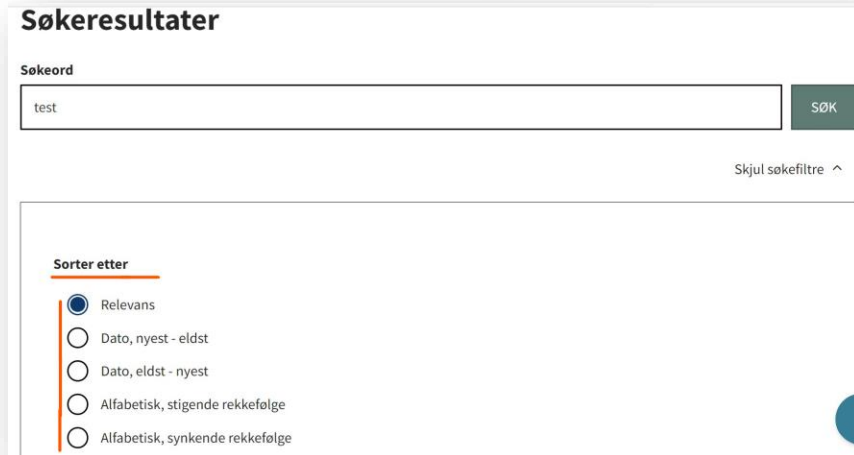 Søkeresultater
Søkeord
test
SØK
Skjul søkefiltre
Sorter etter
Relevans
Dato, nyest - eldst
Dato, eldst - nyest
Alfabetisk, stigende rekkefølge
Alfabetisk, synkende rekkefølge